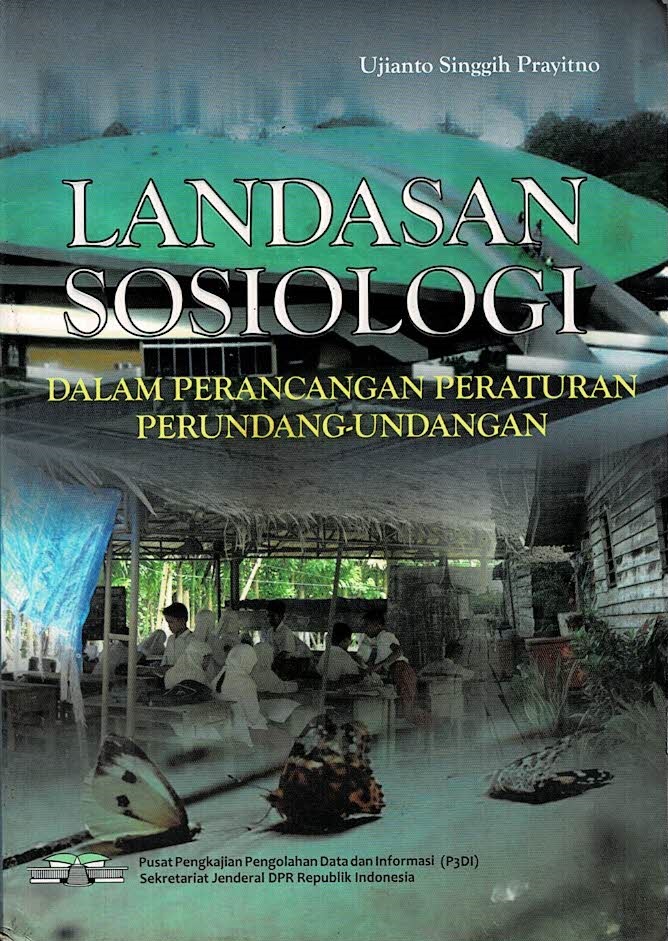 Ujianto Singgih Prayitno
LANDASAN
SOSIOLOGI
DALAM PERANCANGAN PERATURAN
PERUNDANG-UNDANGAN
Pusat Pengkajian Pengolahan Data dan Informasi (P3DI)
Sekretariat Jenderal DPR Republik Indonesia